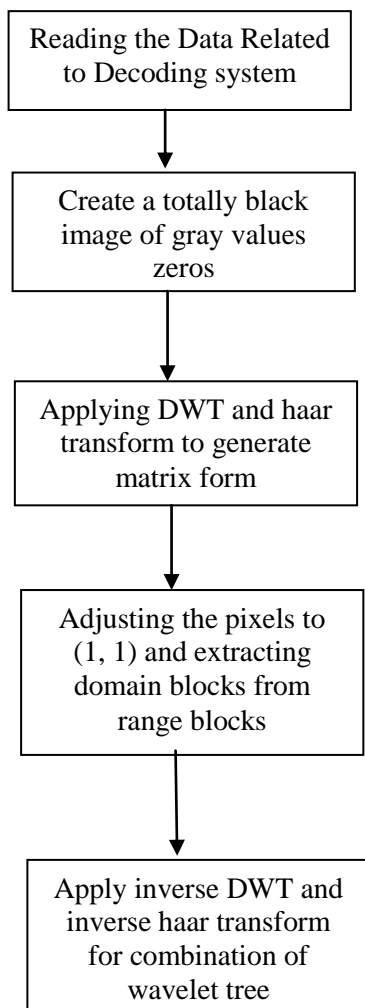 Reading the Data Related
to Decoding system
Create a totally black
image of gray values
zeros
Applying DWT and haar
transform to generate
matrix form
Adjusting the pixels to
(1, 1) and extracting
domain blocks from
range blocks
Apply inverse DWT and
inverse haar transform
for combination of
wavelet tree